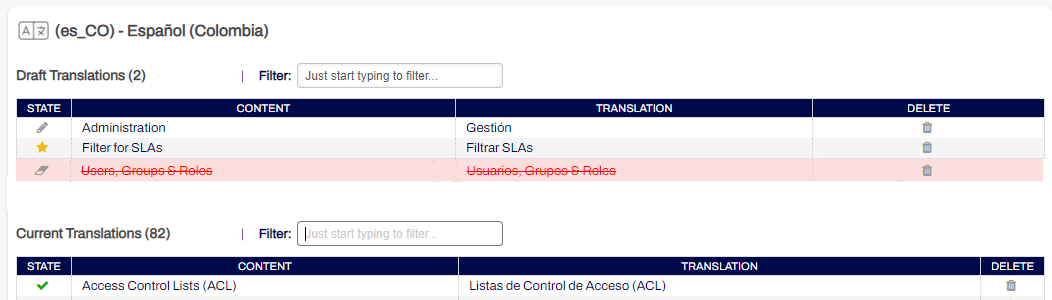 (es_CO) - Español (Colombia)
Draft Translations (2) | Filter: Just start typing to filter...
STATE CONTENT TRANSLATION DELETE
Administration Gestión
Filter for SLAs Filtrar SLAs
Users, Groups & Roles Usuarios, Grupos & Roles
Current Translations (82) | Filter: Just start typing to filter...
STATE CONTENT TRANSLATION DELETE
Access Control Lists (ACL) Listas de Control de Acceso (ACL)